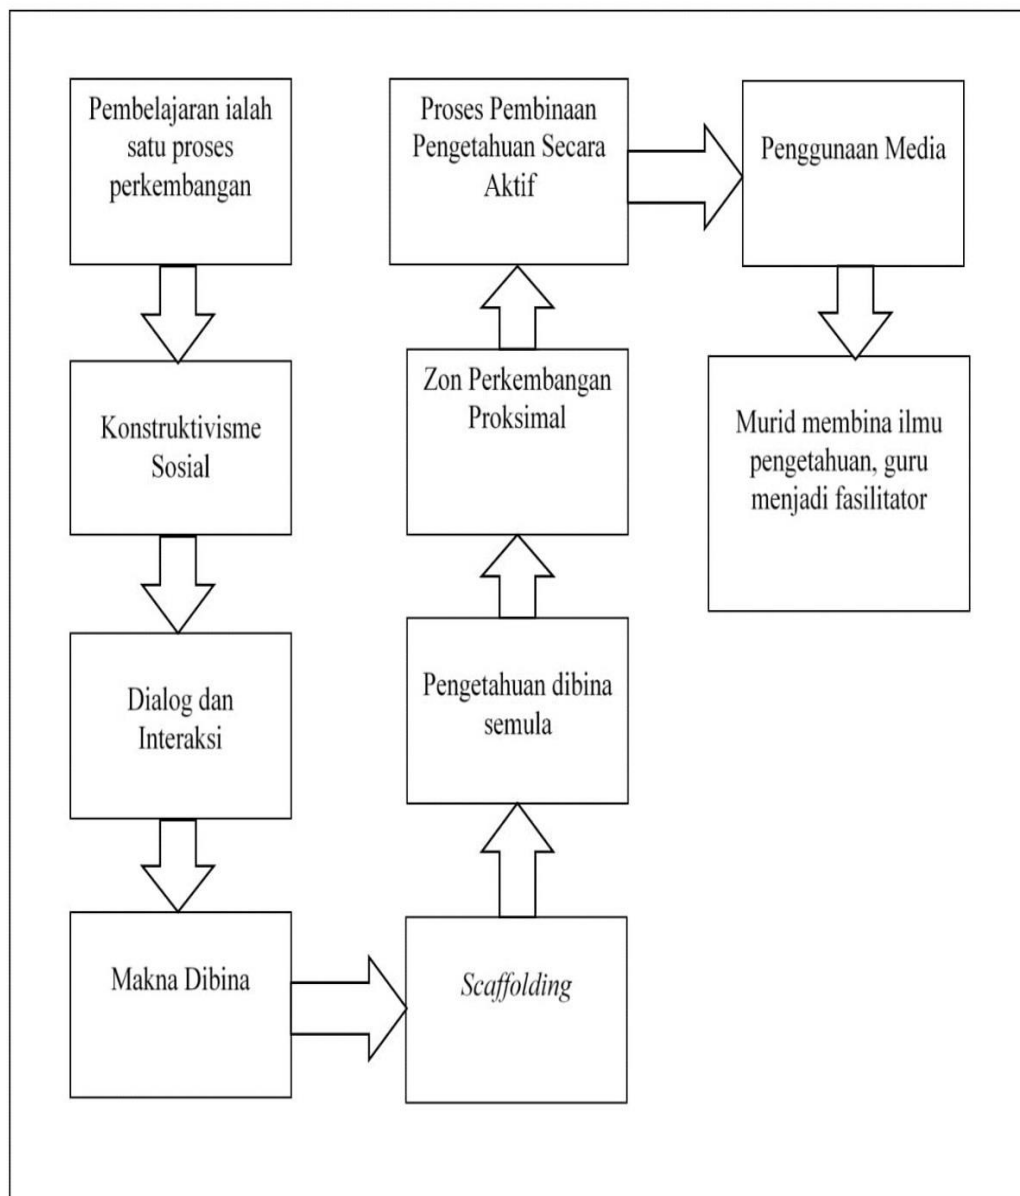 Pembelajaran ialah
satu proses
perkembangan
Konstruktivisme
Sosial
Dialog dan
Interaksi
Makna Dibina
Scaffolding
Pengetahuan dibina
semula
Zon Perkembangan
Proksimal
Proses Pembinaan
Pengetahuan Secara
Aktif
Penggunaan Media
Murid membina ilmu
pengetahuan, guru
menjadi fasilitator